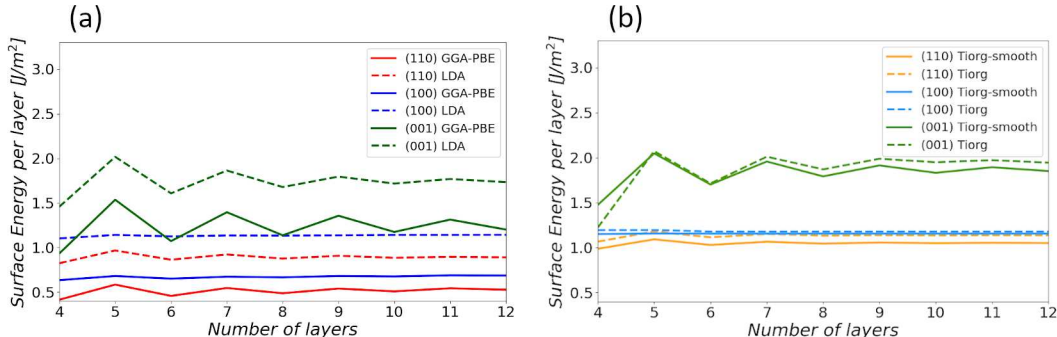 (a)
Surface Energy per layer [J/m²]
3.0
2.5
2.0
1.5
1.0
0.5
4 5 6 7 8 9 10 11 12
Number of layers
(110) GGA-PBE
(110) LDA
(100) GGA-PBE
(100) LDA
(001) GGA-PBE
(001) LDA
(b)
Surface Energy per layer [J/m²]
3.0
2.5
2.0
1.5
1.0
0.5
4 5 6 7 8 9 10 11 12
Number of layers
(110) Tiorg-smooth
(110) Tiorg
(100) Tiorg-smooth
(100) Tiorg
(001) Tiorg-smooth
(001) Tiorg